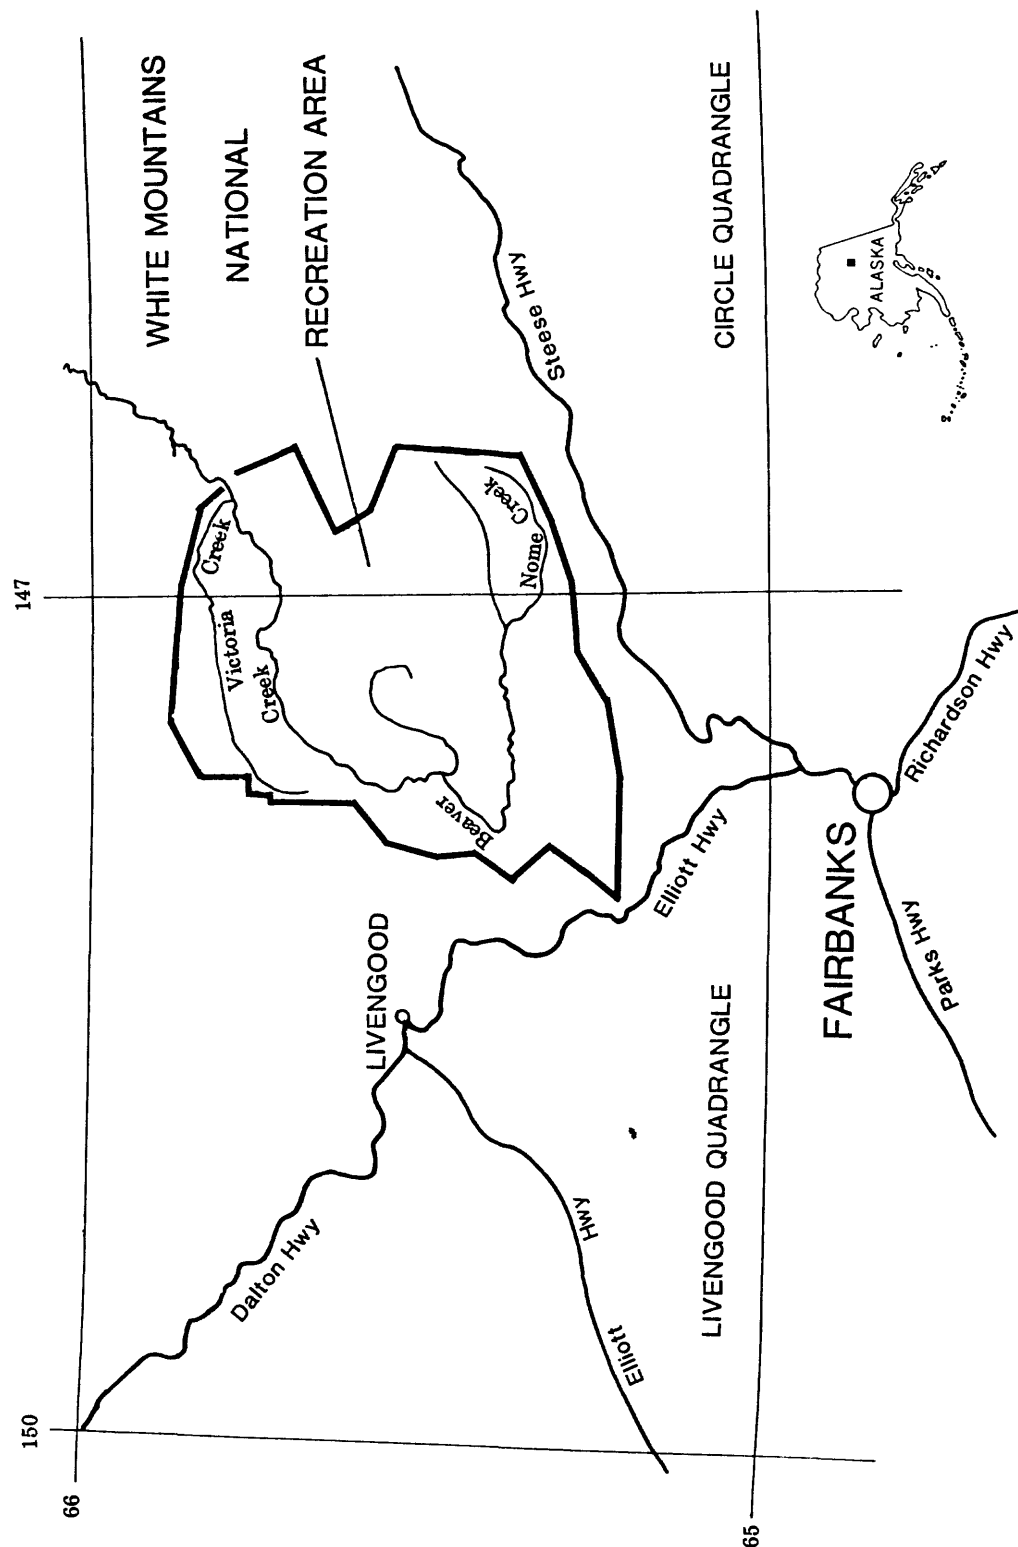 WHITE MOUNTAINS
NATIONAL
RECREATION AREA
Steese Hwy
CIRCLE QUADRANGLE
ALASKA
147
Creek
Victoria
Creek
Beaver
Nome
Creek
Richardson Hwy
FAIRBANKS
Elliott Hwy
Parks Hwy
LIVENGOOD
LIVENGOOD QUADRANGLE
Dalton Hwy
Elliott
Hwy
150
66
65